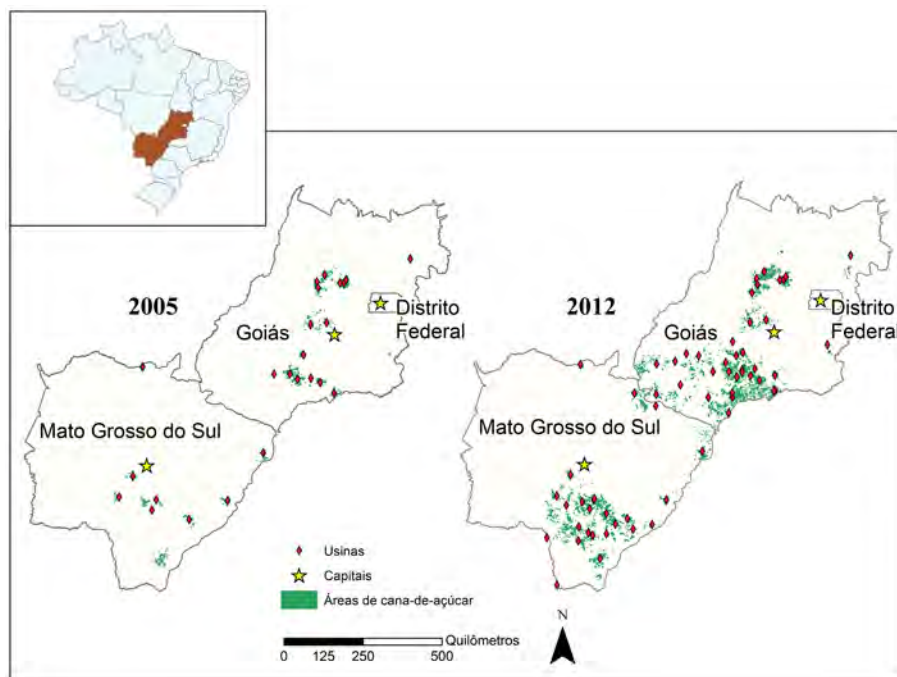 2005
Goiás
Distrito
Federal
Mato Grosso do Sul
2012
Goiás
Distrito
Federal
Mato Grosso do Sul
Usinas
Capitais
Áreas de cana-de-açúcar
Quilômetros
0 125 250 500
N